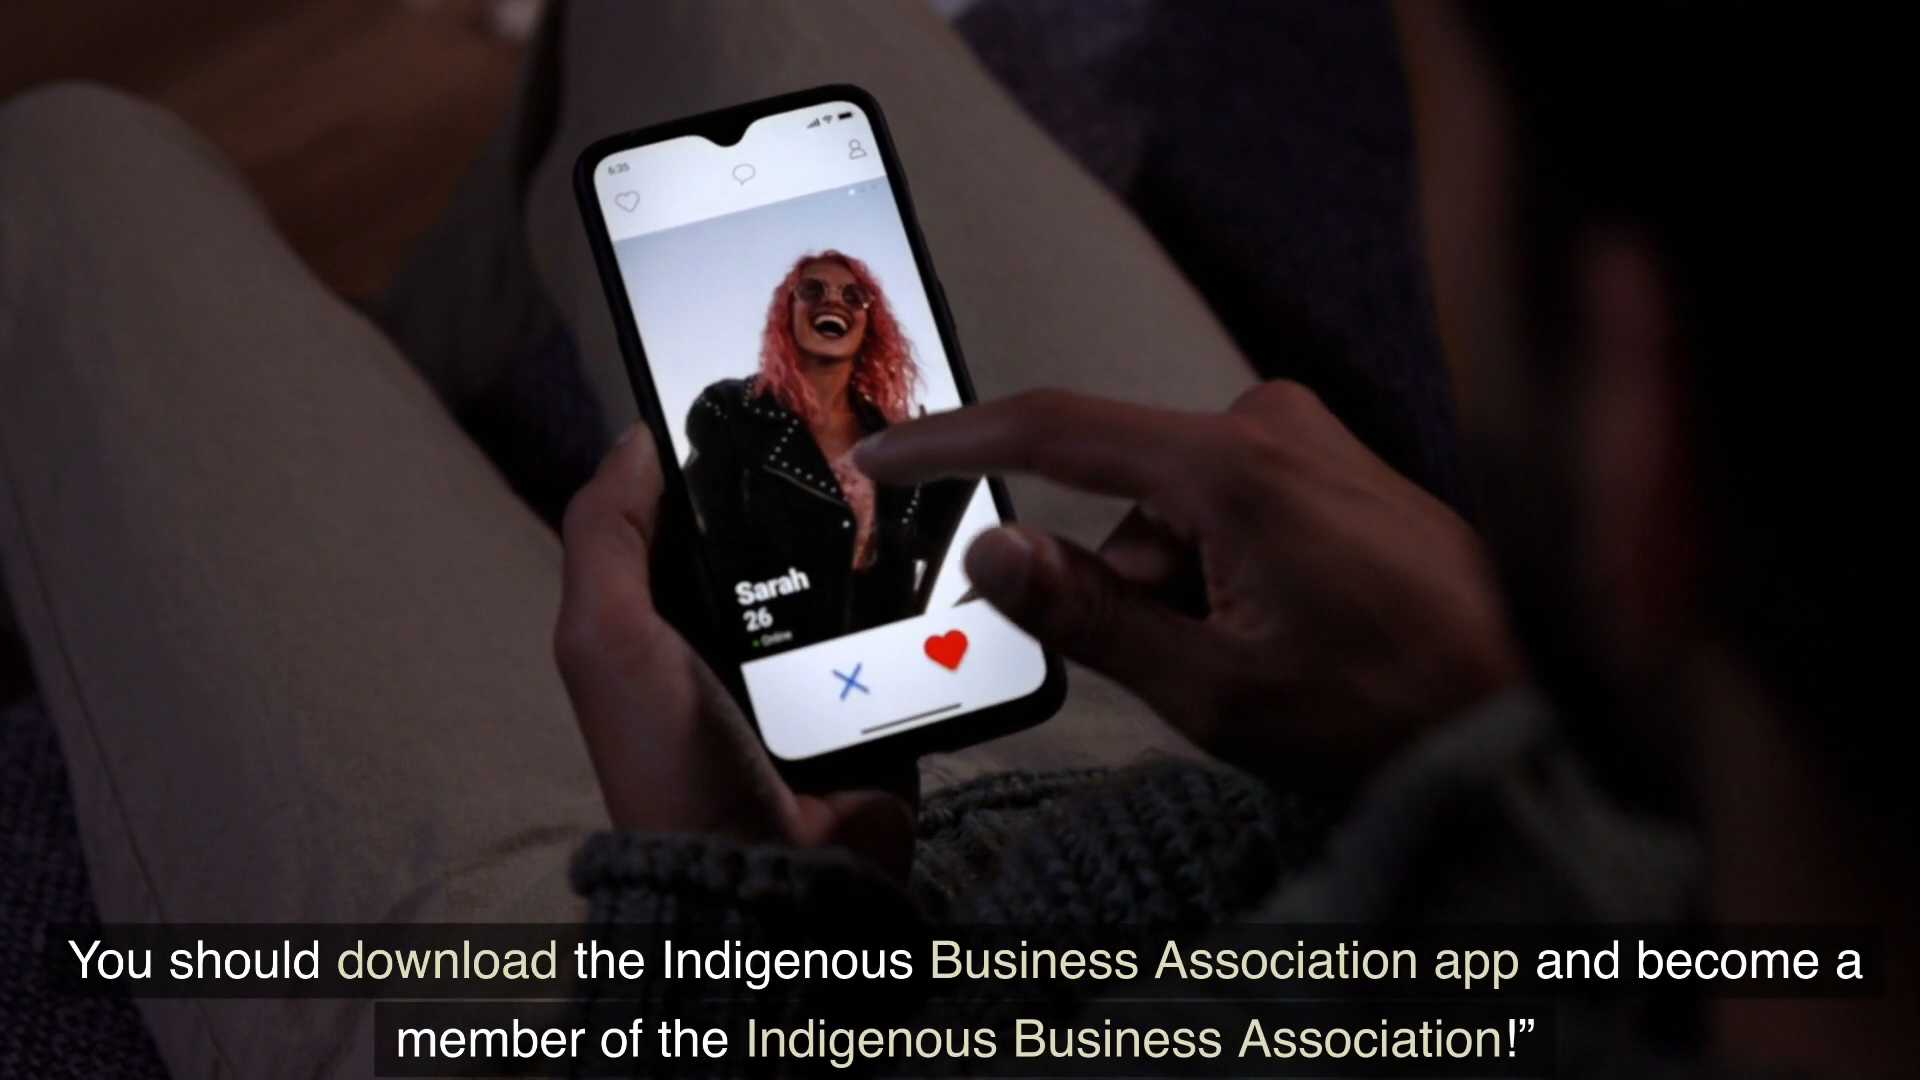 6:35
Sarah
26
Online
You should download the Indigenous Business Association app and become a
member of the Indigenous Business Association!”